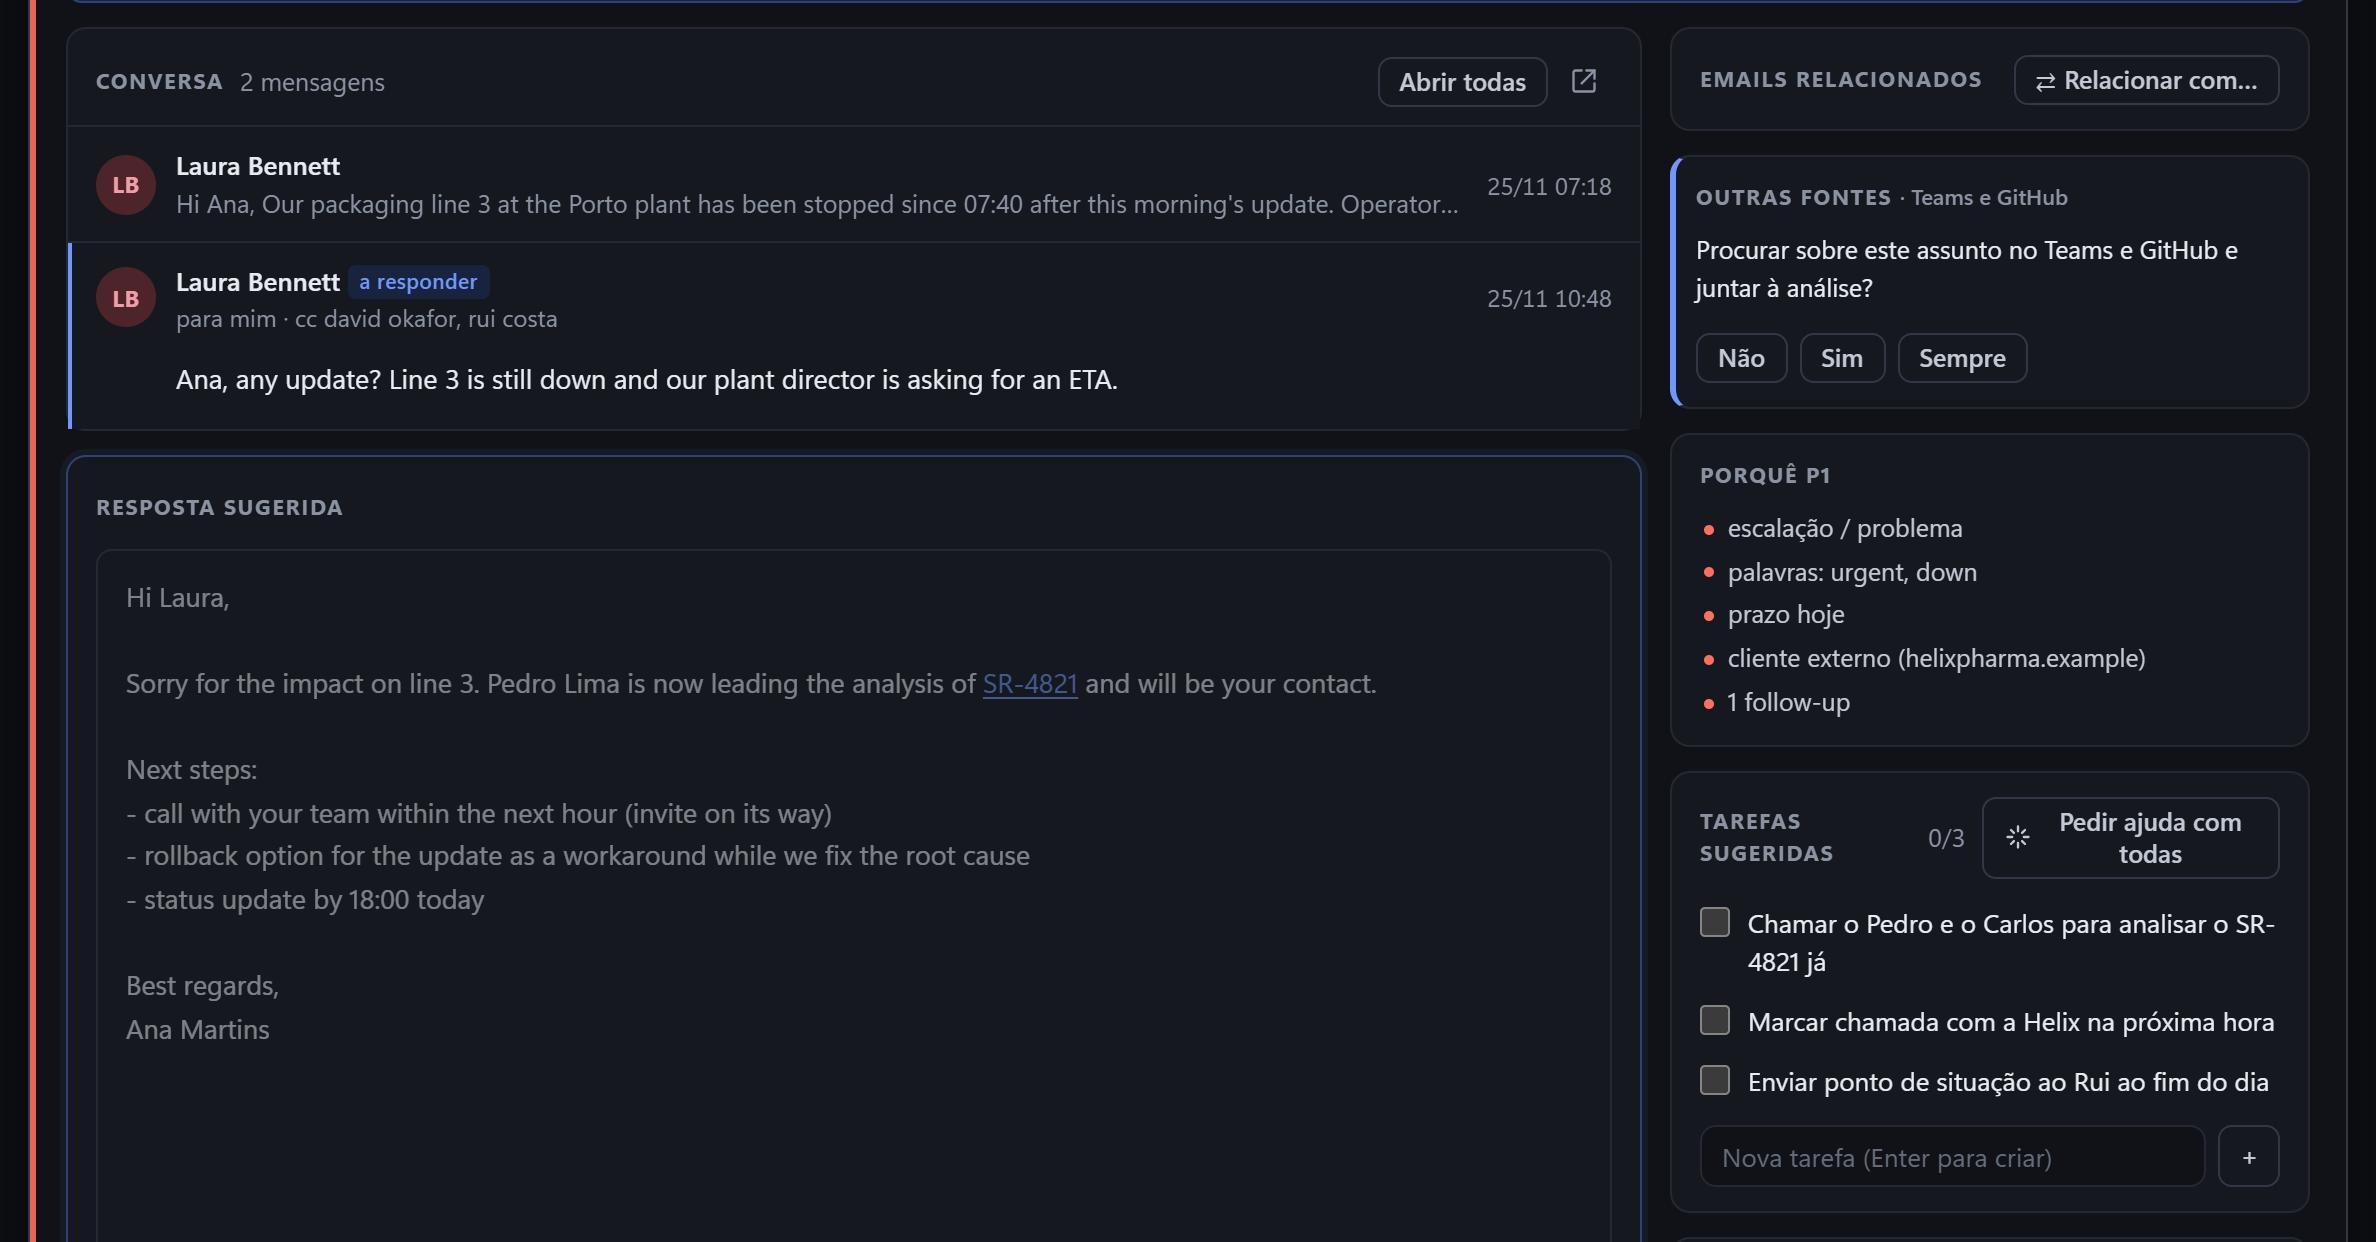 CONVERSA 2 mensagens
Abrir todas
LB
Laura Bennett
Hi Ana, Our packaging line 3 at the Porto plant has been stopped since 07:40 after this morning's update. Operator...
25/11 07:18
LB
Laura Bennett a responder
para mim · cc david okafor, rui costa
25/11 10:48
Ana, any update? Line 3 is still down and our plant director is asking for an ETA.
RESPOSTA SUGERIDA
Hi Laura,
Sorry for the impact on line 3. Pedro Lima is now leading the analysis of SR-4821 and will be your contact.
Next steps:
- call with your team within the next hour (invite on its way)
- rollback option for the update as a workaround while we fix the root cause
- status update by 18:00 today
Best regards,
Ana Martins
EMAILS RELACIONADOS
⇄ Relacionar com...
OUTRAS FONTES · Teams e GitHub
Procurar sobre este assunto no Teams e GitHub e
juntar à análise?
Não
Sim
Sempre
PORQUÊ P1
• escalação / problema
• palavras: urgent, down
• prazo hoje
• cliente externo (helixpharma.example)
• 1 follow-up
TAREFAS
SUGERIDAS
0/3
Pedir ajuda com
todas
Chamar o Pedro e o Carlos para analisar o SR-
4821 já
Marcar chamada com a Helix na próxima hora
Enviar ponto de situação ao Rui ao fim do dia
Nova tarefa (Enter para criar)
+